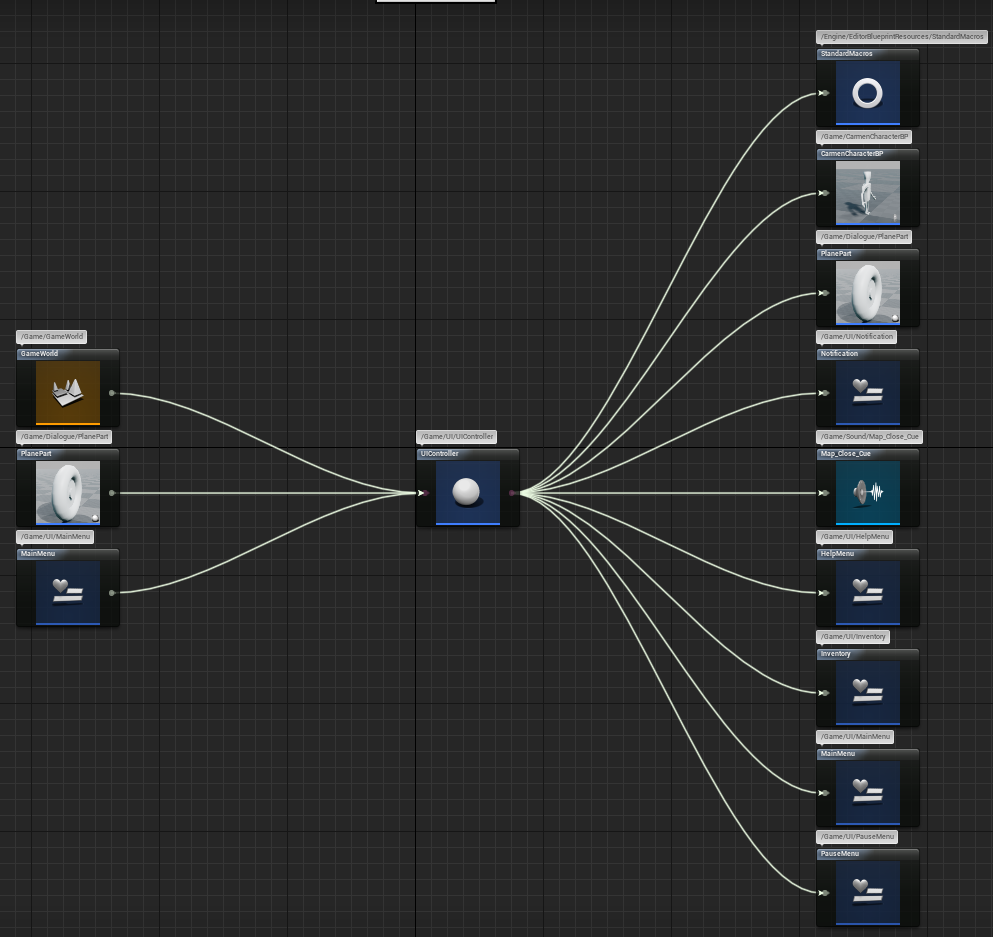 /Game/GameWorld
GameWorld
/Game/Dialogue/PlanePart
PlanePart
/Game/UI/MainMenu
MainMenu
/Game/UI/UIController
UIController
/Engine/EditorBlueprintResources/StandardMacros
StandardMacros
/Game/CarmenCharacterBP
CarmenCharacterBP
/Game/Dialogue/PlanePart
PlanePart
/Game/UI/Notification
Notification
/Game/Sound/Map_Close_Cue
Map_Close_Cue
/Game/UI/HelpMenu
HelpMenu
/Game/UI/Inventory
Inventory
/Game/UI/MainMenu
MainMenu
/Game/UI/PauseMenu
PauseMenu